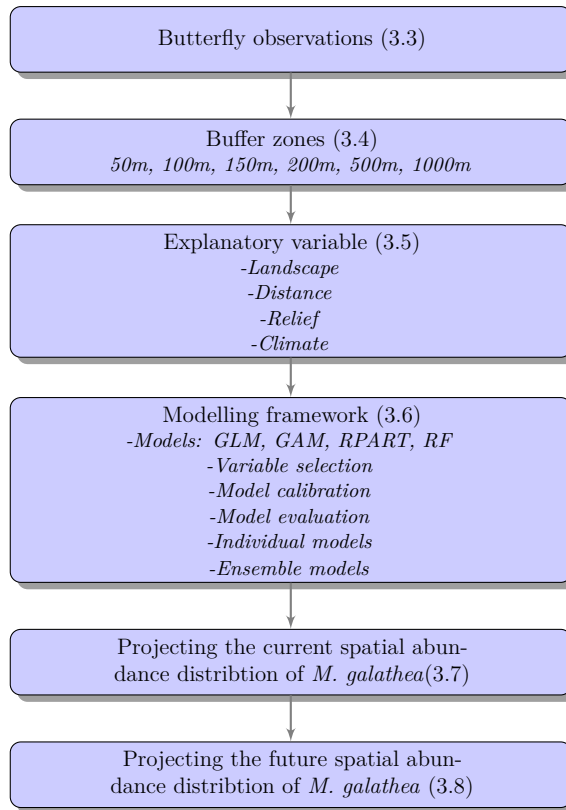 Butterfly observations (3.3)
Buffer zones (3.4)
50m, 100m, 150m, 200m, 500m, 1000m
Explanatory variable (3.5)
-Landscape
-Distance
-Relief
-Climate
Modelling framework (3.6)
-Models: GLM, GAM, RPART, RF
-Variable selection
-Model calibration
-Model evaluation
-Individual models
-Ensemble models
Projecting the current spatial abun-
dance distribtion of M. galathea(3.7)
Projecting the future spatial abun-
dance distribtion of M. galathea (3.8)